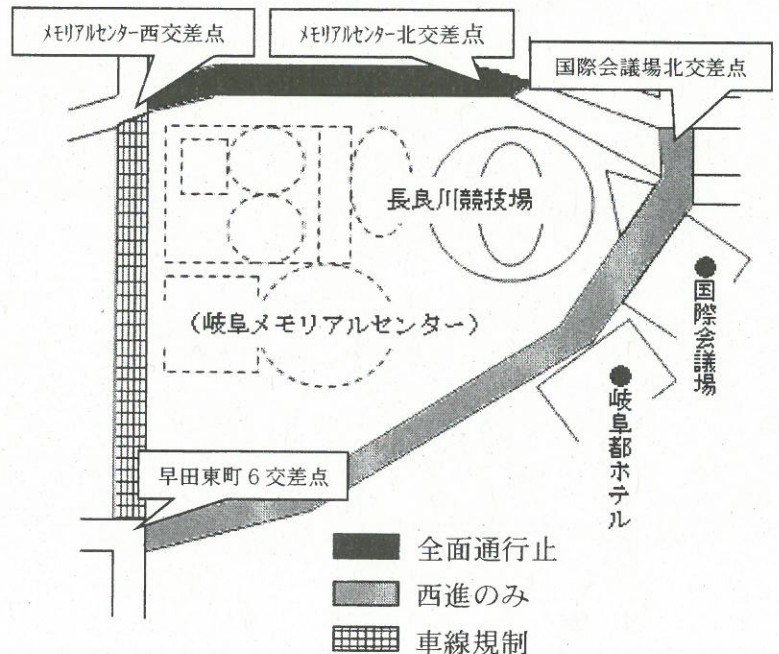 メモリアルセンター西交差点
メモリアルセンター北交差点
国際会議場北交差点
長良川競技場
（岐阜メモリアルセンター）
●国際会議場
●岐阜都ホテル
早田東町６交差点
全面通行止
西進のみ
車線規制